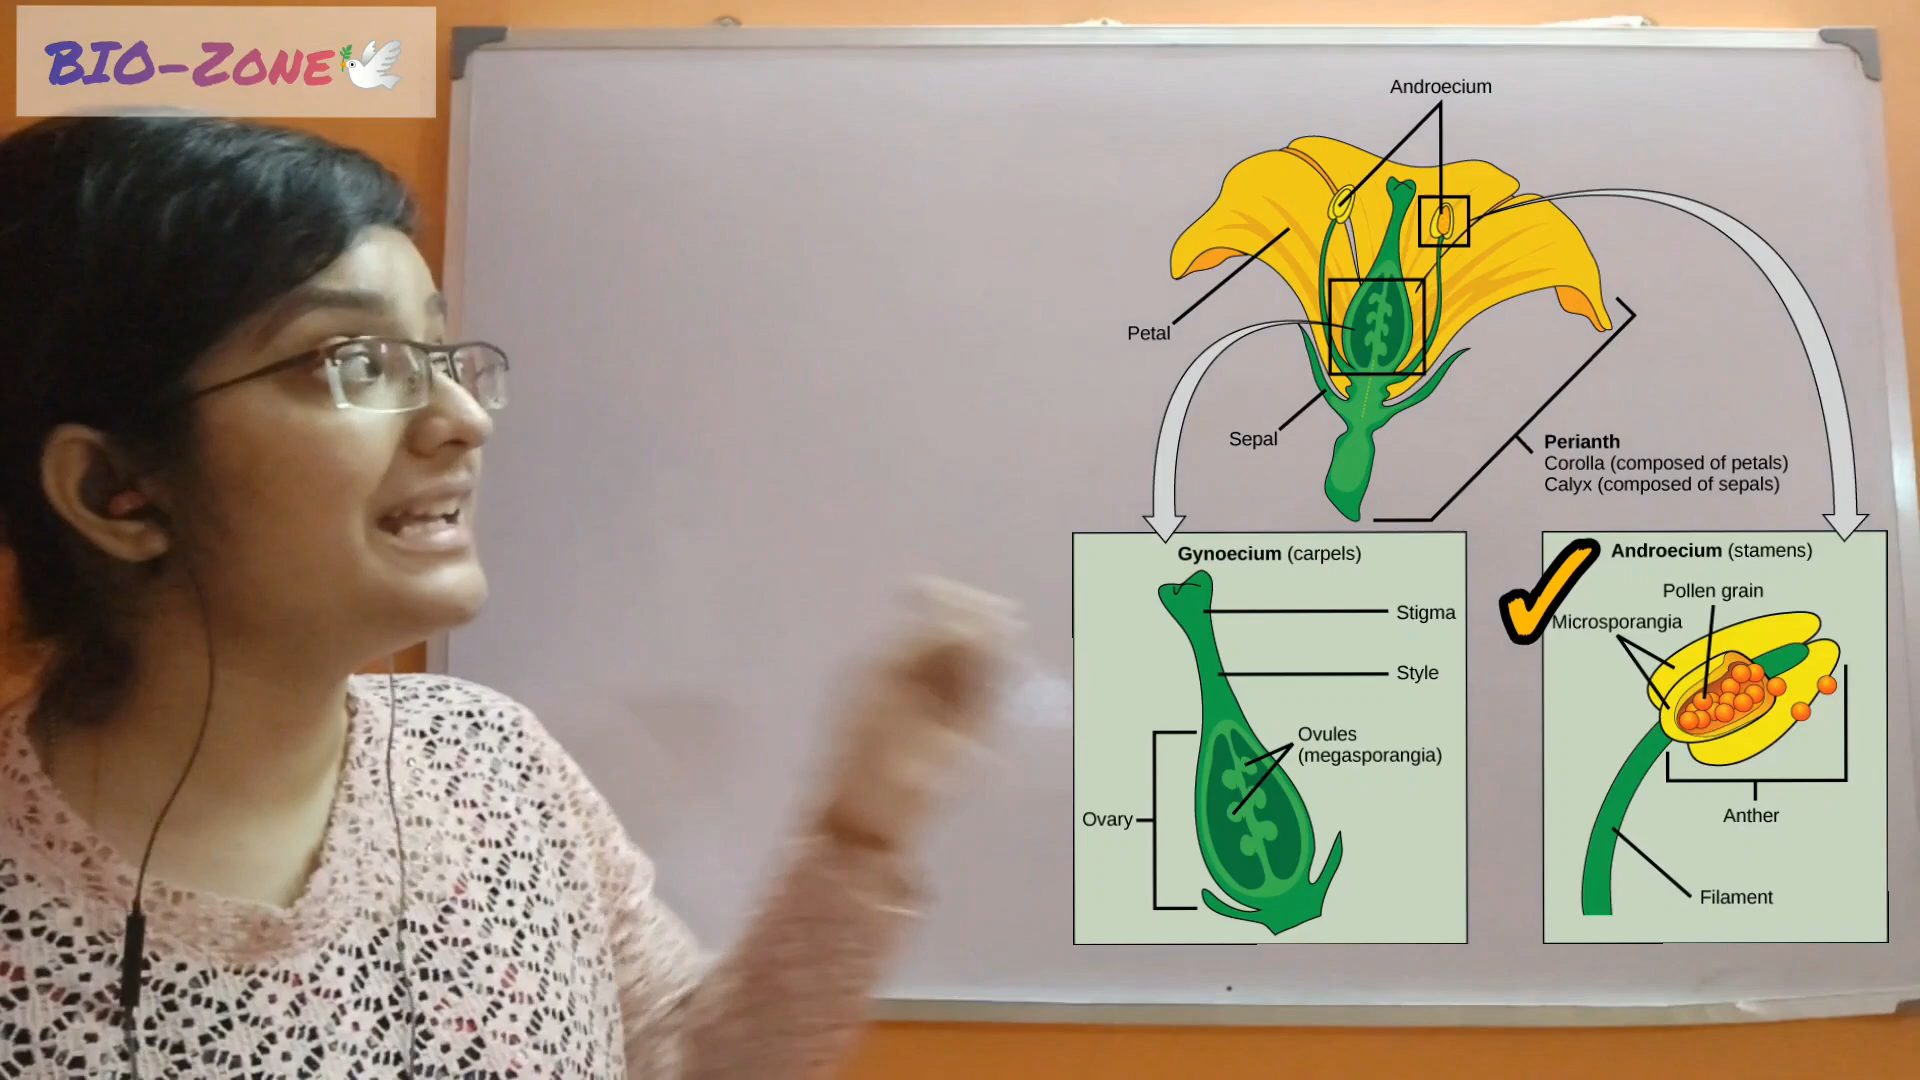 BIO-ZONE
Androecium
Petal
Sepal
Perianth
Corolla (composed of petals)
Calyx (composed of sepals)
Gynoecium (carpels)
Stigma
Style
Ovules
(megasporangia)
Ovary
Androecium (stamens)
Pollen grain
Microsporangia
Anther
Filament